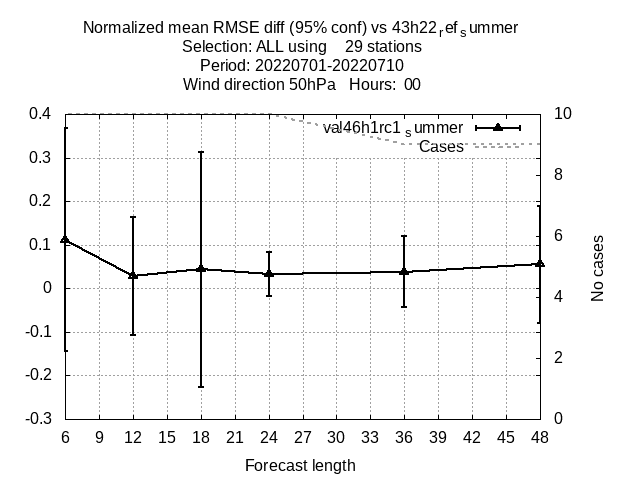 Normalized mean RMSE diff (95% conf) vs 43h22refsummer
Selection: ALL using 29 stations
Period: 20220701-20220710
Wind direction 50hPa Hours: 00
val46h1rc1summer
Cases
0.4
0.3
0.2
0.1
0
-0.1
-0.2
-0.3
10
8
6
4
2
0
No cases
6 9 12 15 18 21 24 27 30 33 36 39 42 45 48
Forecast length